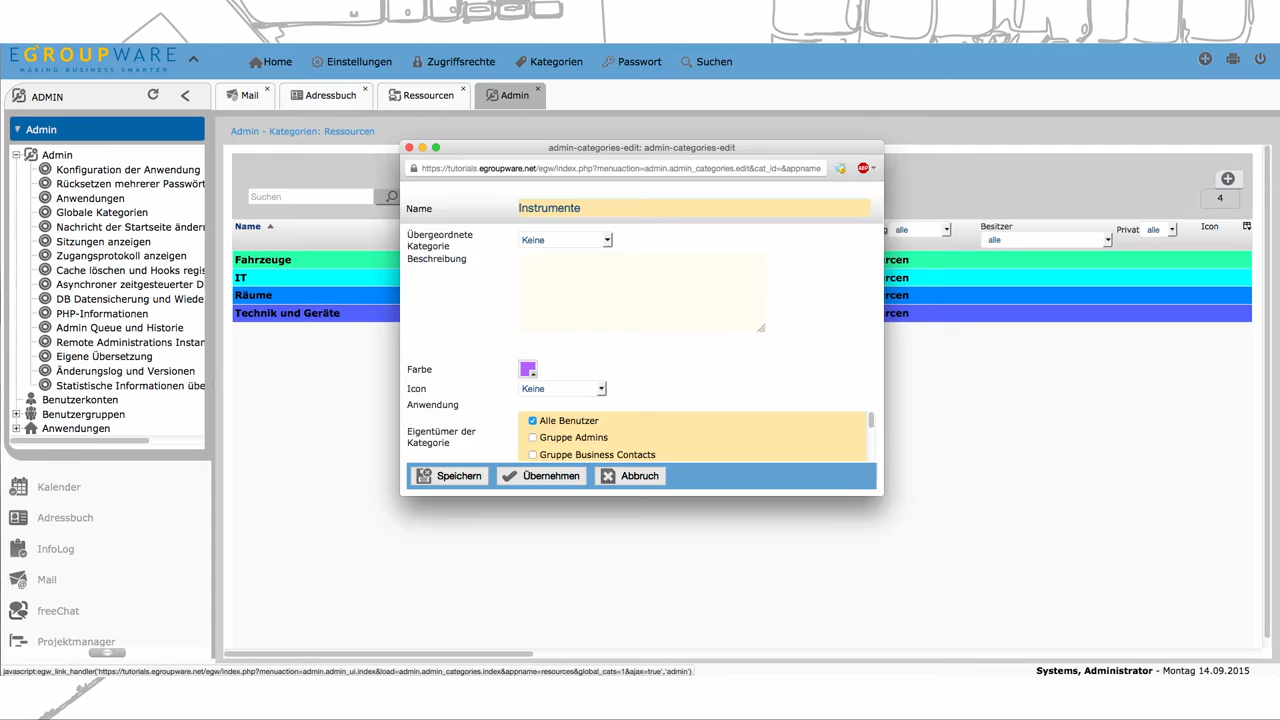 EGROUPWARE
MAKING BUSINESS SMARTER
Home
Einstellungen
Zugriffsrechte
Kategorien
Passwort
Suchen
ADMIN
Mail
Adressbuch
Ressourcen
Admin
Admin
Admin - Kategorien: Ressourcen
Admin
Konfiguration der Anwendung
Rücksetzen mehrerer Passwört
Anwendungen
Globale Kategorien
Nachricht der Startseite änderr
Sitzungen anzeigen
Zugangsprotokoll anzeigen
Cache löschen und Hooks regis
Asynchroner zeitgesteuerter D
DB Datensicherung und Wiede
PHP-Informationen
Admin Queue und Historie
Remote Administrations Instan
Eigene Übersetzung
Änderungslog und Versionen
Statistische Informationen übe
Benutzerkonten
Benutzergruppen
Anwendungen
Kalender
Adressbuch
InfoLog
Mail
freeChat
Projektmanager
Suchen
4
Name
g alle
Besitzer
alle
Privat alle
Icon
Fahrzeuge rcen
IT rcen
Räume rcen
Technik und Geräte rcen
admin-categories-edit: admin-categories-edit
https://tutorials.egroupware.net/egw/index.php?menuaction=admin.admin_categories.edit&cat_id=&appname
ABP
Name Instrumente
Übergeordnete
Kategorie
Keine
Beschreibung
Farbe
Icon Keine
Anwendung
Eigentümer der
Kategorie
Alle Benutzer
Gruppe Admins
Gruppe Business Contacts
Speichern Übernehmen Abbruch
javascript:egw_link_handler('https://tutorials.egroupware.net/egw/index.php?menuaction=admin.admin_ui.index&load=admin.admin_categories.index&appname=resources&global_cats=1&ajax=true','admin')
Systems, Administrator - Montag 14.09.2015